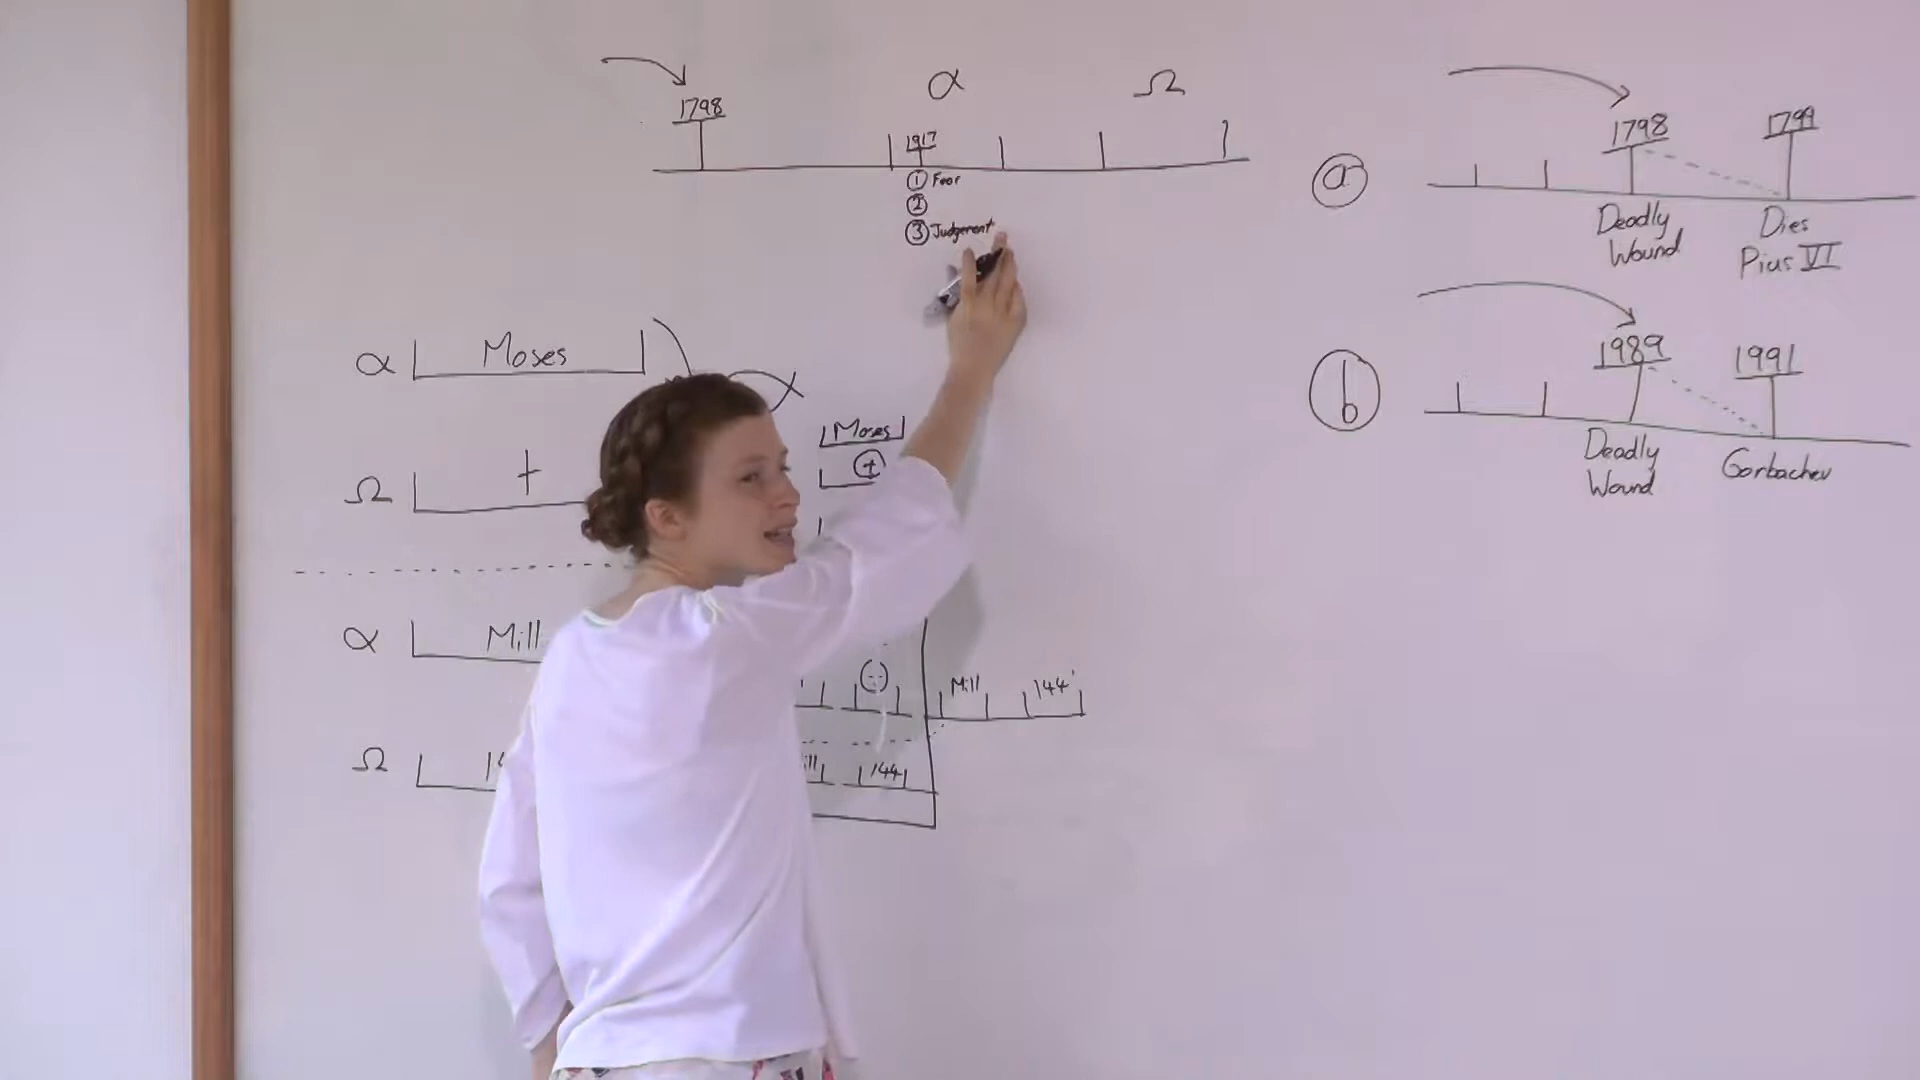 α Ω
1798
1917
① Fear
②
③ Judgement
α Moses
Ω +
Moses
+
α Mill
Mill 144
Ω
144
ⓐ
1798 1799
Deadly Wound
Dies Pius VI
ⓑ
1989 1991
Deadly Wound
Gorbachev